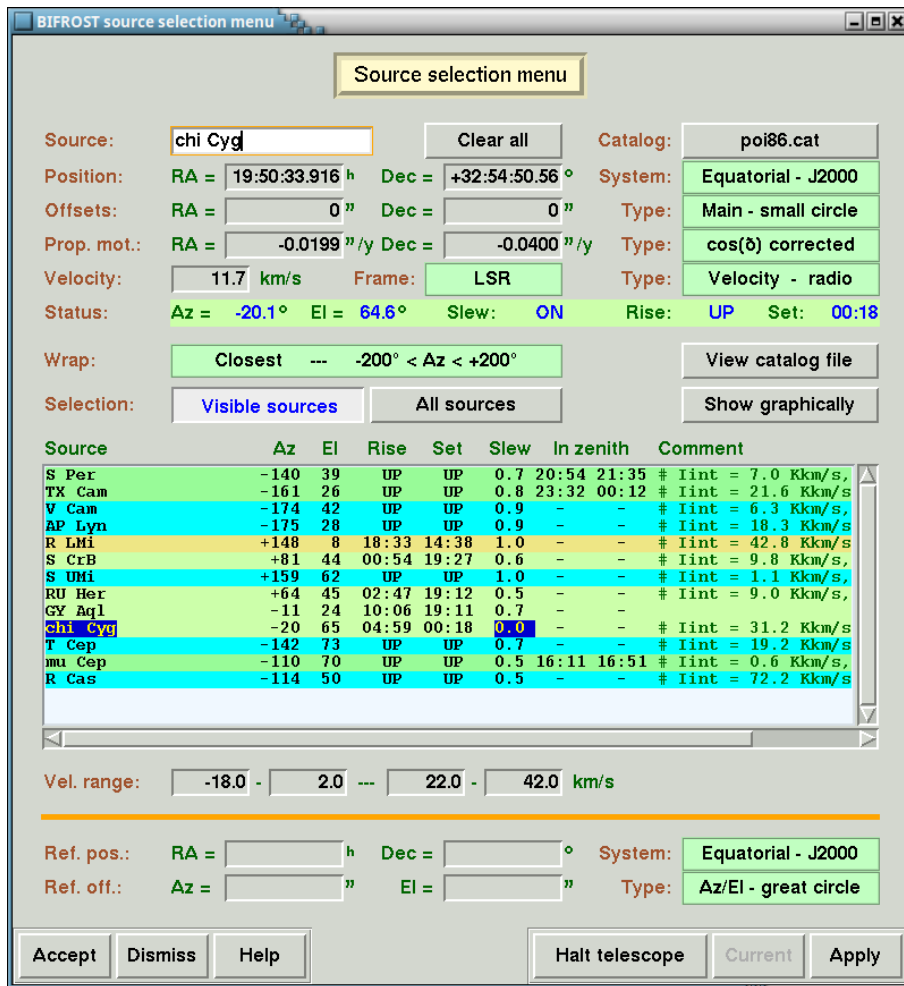 BIFROST source selection menu
Source selection menu
Source: chi Cyg Clear all Catalog: poi86.cat
Position: RA = 19:50:33.916 h Dec = +32:54:50.56 ° System: Equatorial - J2000
Offsets: RA = 0 " Dec = 0 " Type: Main - small circle
Prop. mot.: RA = -0.0199 "/y Dec = -0.0400 "/y Type: cos(δ) corrected
Velocity: 11.7 km/s Frame: LSR Type: Velocity - radio
Status: Az = -20.1° El = 64.6° Slew: ON Rise: UP Set: 00:18
Wrap: Closest --- -200° < Az < +200° View catalog file
Selection: Visible sources All sources Show graphically
Source Az El Rise Set Slew In zenith Comment
S Per -140 39 UP UP 0.7 20:54 21:35 # Iint = 7.0 Kkm/s,
TX Cam -161 26 UP UP 0.8 23:32 00:12 # Iint = 21.6 Kkm/s
V Cam -174 42 UP UP 0.9 - - # Iint = 6.3 Kkm/s,
AP Lyn -175 28 UP UP 0.9 - - # Iint = 18.3 Kkm/s
R LMi +148 8 18:33 14:38 1.0 - - # Iint = 42.8 Kkm/s
S CrB +81 44 00:54 19:27 0.6 - - # Iint = 9.8 Kkm/s,
S UMi +159 62 UP UP 1.0 - - # Iint = 1.1 Kkm/s,
RU Her +64 45 02:47 19:12 0.5 - - # Iint = 9.0 Kkm/s,
GY Aql -11 24 10:06 19:11 0.7 - -
chi Cyg -20 65 04:59 00:18 0.0 - - # Iint = 31.2 Kkm/s
T Cep -142 73 UP UP 0.7 - - # Iint = 19.2 Kkm/s
mu Cep -110 70 UP UP 0.5 16:11 16:51 # Iint = 0.6 Kkm/s,
R Cas -114 50 UP UP 0.5 - - # Iint = 72.2 Kkm/s
Vel. range: -18.0 - 2.0 --- 22.0 - 42.0 km/s
Ref. pos.: RA = h Dec = ° System: Equatorial - J2000
Ref. off.: Az = " El = " Type: Az/El - great circle
Accept Dismiss Help Halt telescope Current Apply